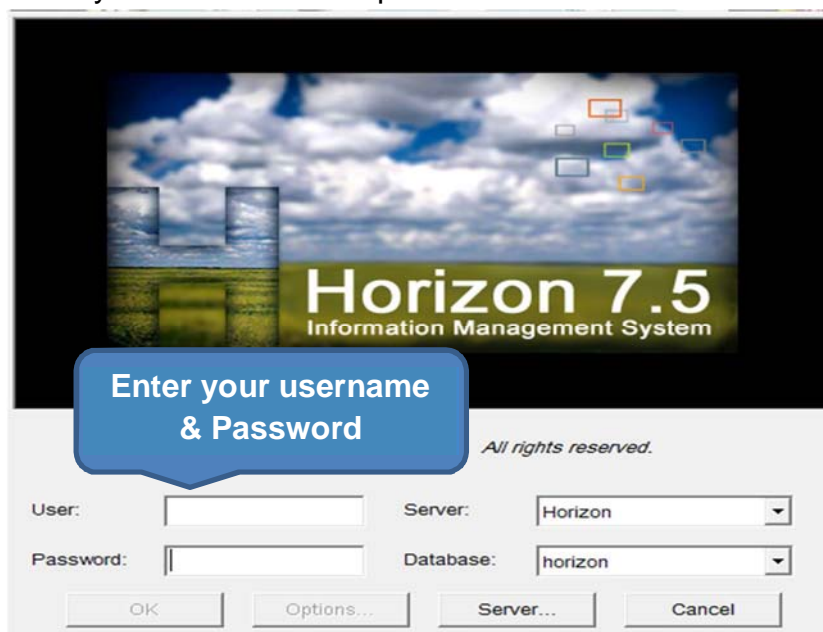 Horizon 7.5
Information Management System
Enter your username
& Password
All rights reserved.
User:
Server:
Horizon
Password:
Database:
horizon
OK
Options...
Server...
Cancel